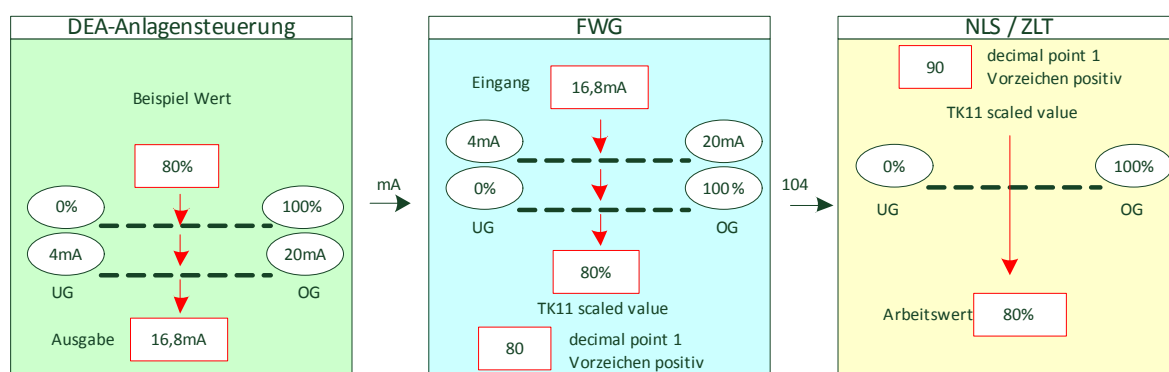 DEA-Anlagensteuerung
Beispiel Wert
80%
0%
100%
4mA
20mA
UG
OG
Ausgabe
16,8mA
mA
FWG
Eingang
16,8mA
4mA
20mA
0%
100%
UG
OG
80%
TK11 scaled value
80
decimal point 1
Vorzeichen positiv
104
NLS / ZLT
90
decimal point 1
Vorzeichen positiv
TK11 scaled value
0%
100%
UG
OG
Arbeitswert
80%